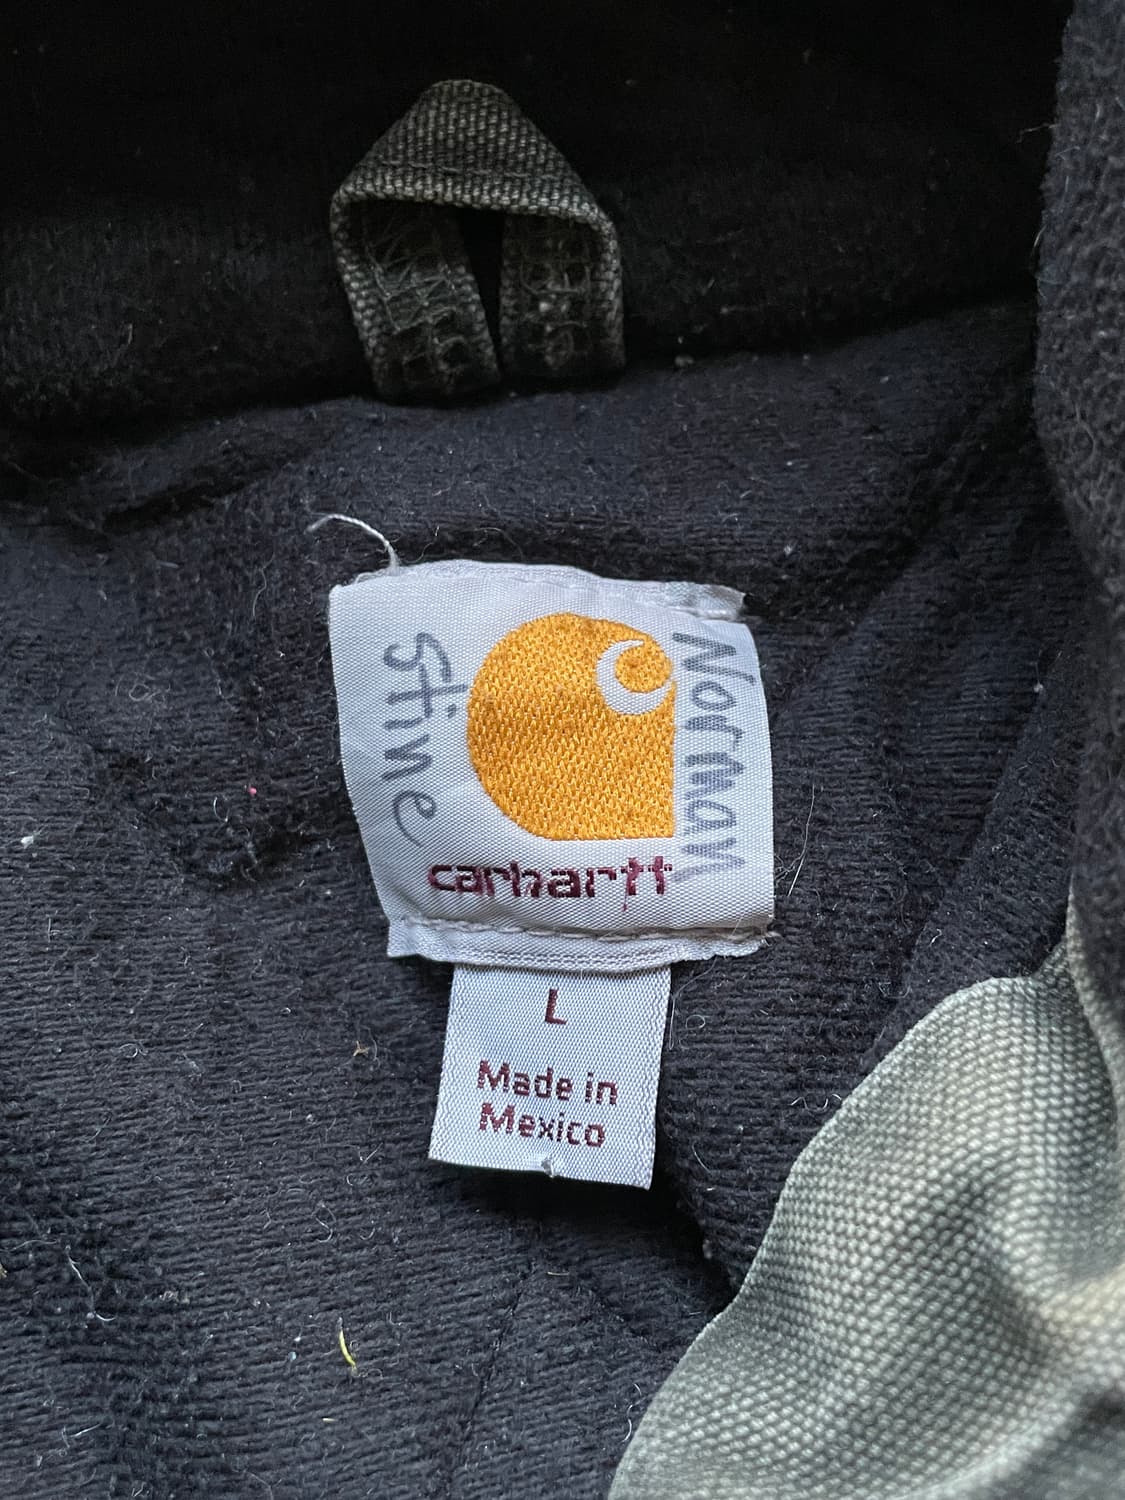 Norman
Stine
carhartt
L
Made in
Mexico